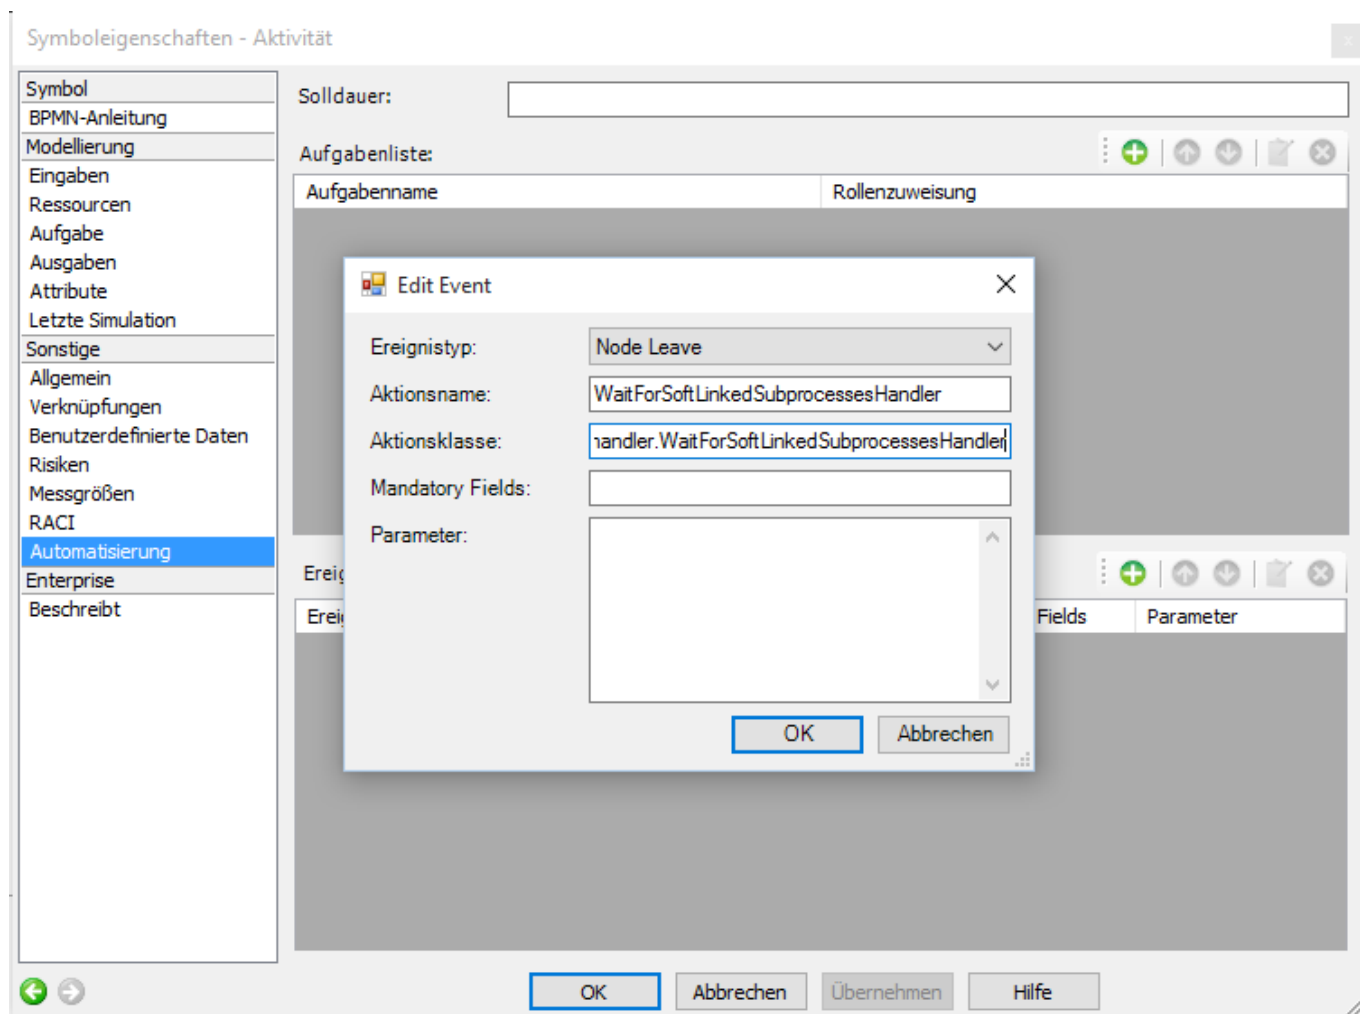 Symboleigenschaften - Aktivität
Symbol
BPMN-Anleitung
Modellierung
Eingaben
Ressourcen
Aufgabe
Ausgaben
Attribute
Letzte Simulation
Sonstige
Allgemein
Verknüpfungen
Benutzerdefinierte Daten
Risiken
Messgrößen
RACI
Automatisierung
Enterprise
Beschreibt
Solldauer:
Aufgabenliste:
Aufgabenname Rollenzuweisung
Edit Event
Ereignistyp: Node Leave
Aktionsname: WaitForSoftLinkedSubprocessesHandler
Aktionsklasse: handler.WaitForSoftLinkedSubprocessesHandler
Mandatory Fields:
Parameter:
OK Abbrechen
Fields Parameter
OK Abbrechen Übernehmen Hilfe